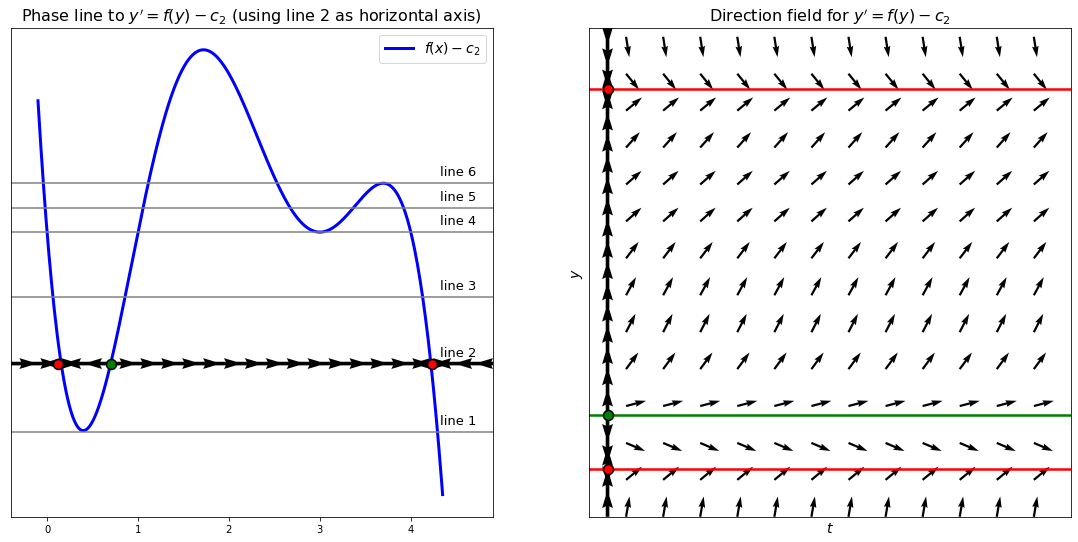 Phase line to y′ = f(y) − c₂ (using line 2 as horizontal axis)
f(x) − c₂
line 6
line 5
line 4
line 3
line 2
line 1
0 1 2 3 4
Direction field for y′ = f(y) − c₂
y
t